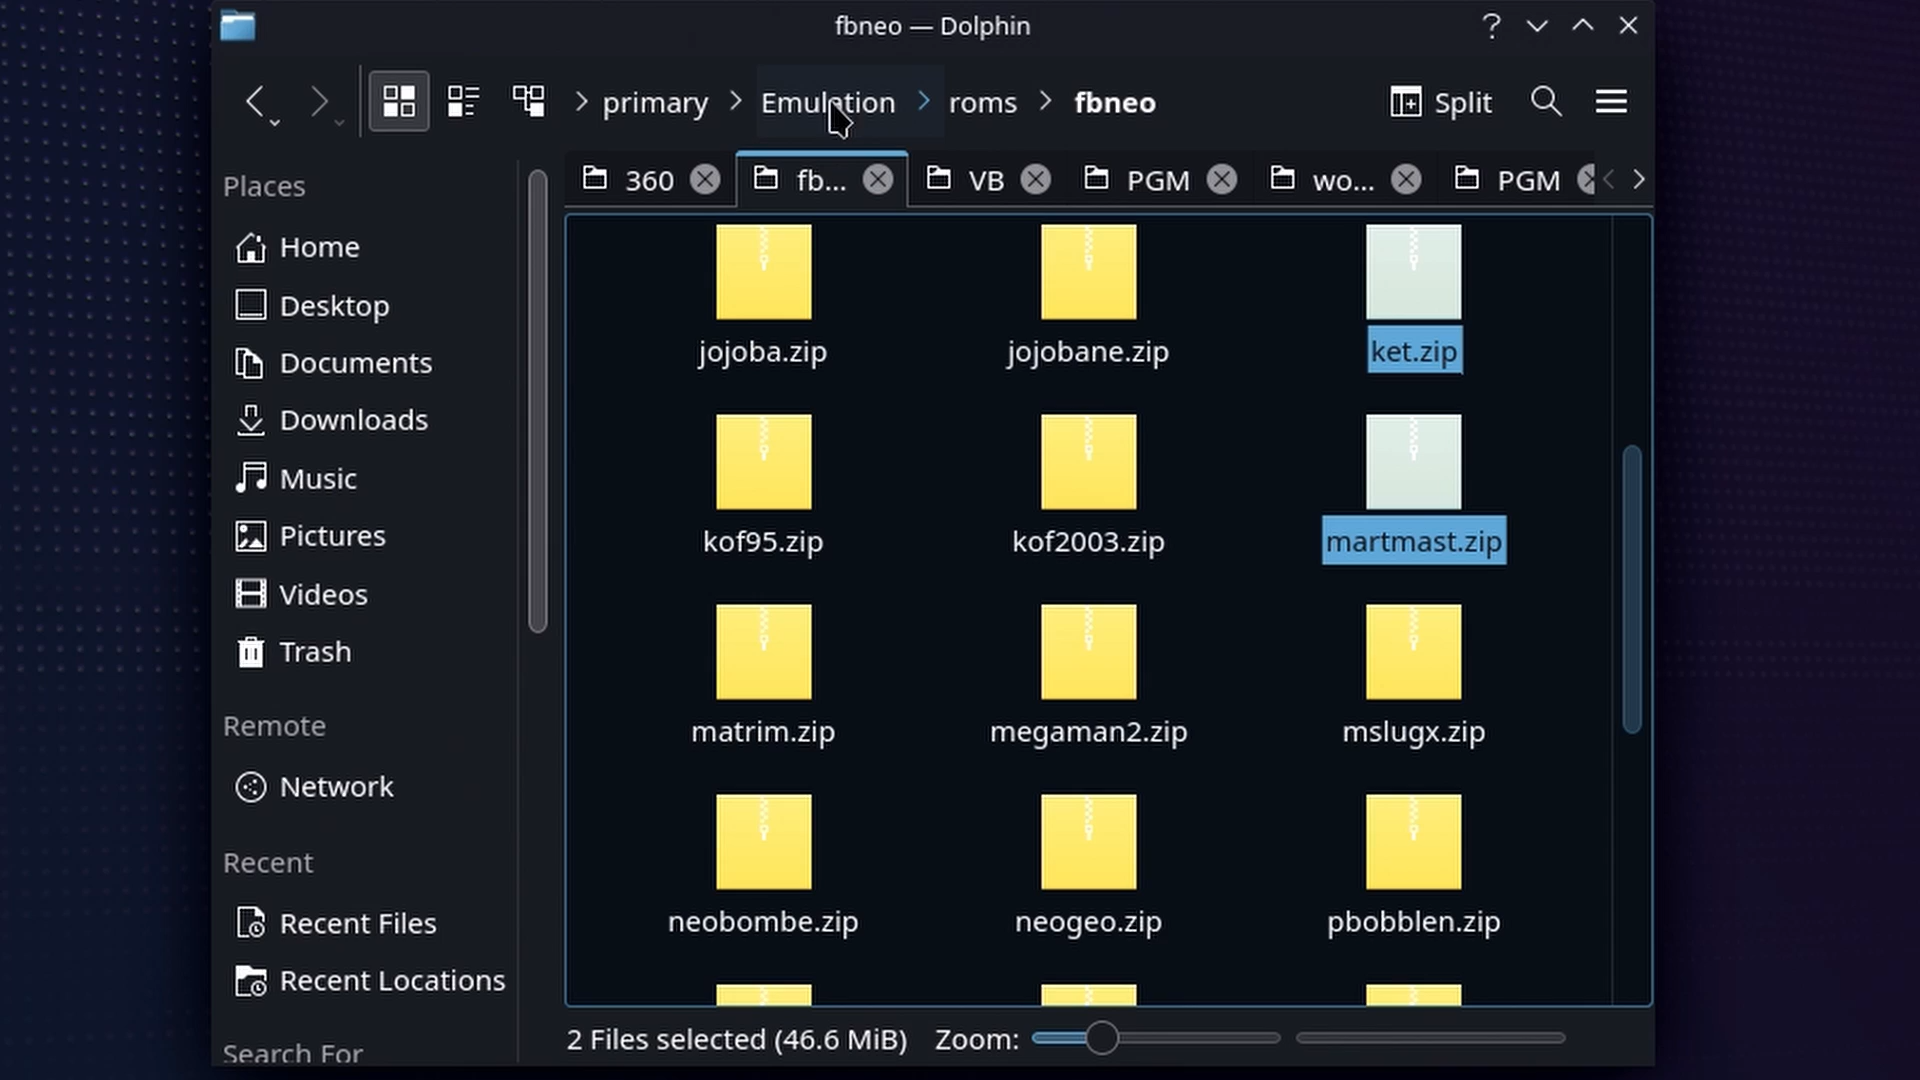 fbneo — Dolphin
primary > Emulation > roms > fbneo
Split
360
fb...
VB
PGM
wo...
PGM
Places
Home
Desktop
Documents
Downloads
Music
Pictures
Videos
Trash
Remote
Network
Recent
Recent Files
Recent Locations
Search For
jojoba.zip
jojobane.zip
ket.zip
kof95.zip
kof2003.zip
martmast.zip
matrim.zip
megaman2.zip
mslugx.zip
neobombe.zip
neogeo.zip
pbobblen.zip
2 Files selected (46.6 MiB)
Zoom: